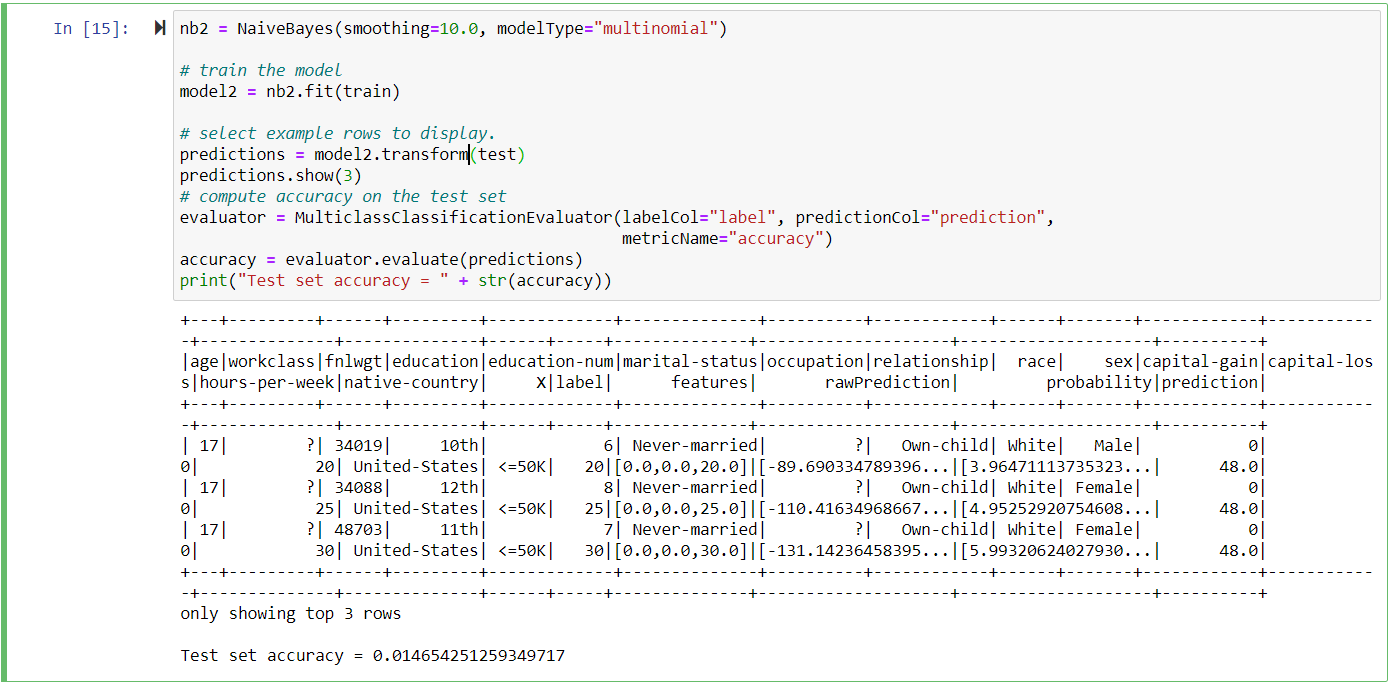 In [15]:
nb2 = NaiveBayes(smoothing=10.0, modelType="multinomial")
# train the model
model2 = nb2.fit(train)
# select example rows to display.
predictions = model2.transform(test)
predictions.show(3)
# compute accuracy on the test set
evaluator = MulticlassClassificationEvaluator(labelCol="label", predictionCol="prediction",
metricName="accuracy")
accuracy = evaluator.evaluate(predictions)
print("Test set accuracy = " + str(accuracy))
+---+---------+------+---------+-------------+--------------+----------+------------+------+-------+------------+-----------
-+--------------+--------------+------+-----+--------------+--------------------+--------------------+----------+
|age|workclass|fnlwgt|education|education-num|marital-status|occupation|relationship|  race|    sex|capital-gain|capital-los
s|hours-per-week|native-country|     X|label|      features|       rawPrediction|         probability|prediction|
+---+---------+------+---------+-------------+--------------+----------+------------+------+-------+------------+-----------
-+--------------+--------------+------+-----+--------------+--------------------+--------------------+----------+
| 17|        ?| 34019|     10th|            6| Never-married|         ?|   Own-child| White|   Male|           0|
0|            20| United-States| <=50K|   20|[0.0,0.0,20.0]|[-89.690334789396...|[3.96471113735323...|      48.0|
| 17|        ?| 34088|     12th|            8| Never-married|         ?|   Own-child| White| Female|           0|
0|            25| United-States| <=50K|   25|[0.0,0.0,25.0]|[-110.41634968667...|[4.95252920754608...|      48.0|
| 17|        ?| 48703|     11th|            7| Never-married|         ?|   Own-child| White| Female|           0|
0|            30| United-States| <=50K|   30|[0.0,0.0,30.0]|[-131.14236458395...|[5.99320624027930...|      48.0|
+---+---------+------+---------+-------------+--------------+----------+------------+------+-------+------------+-----------
-+--------------+--------------+------+-----+--------------+--------------------+--------------------+----------+
only showing top 3 rows
Test set accuracy = 0.014654251259349717